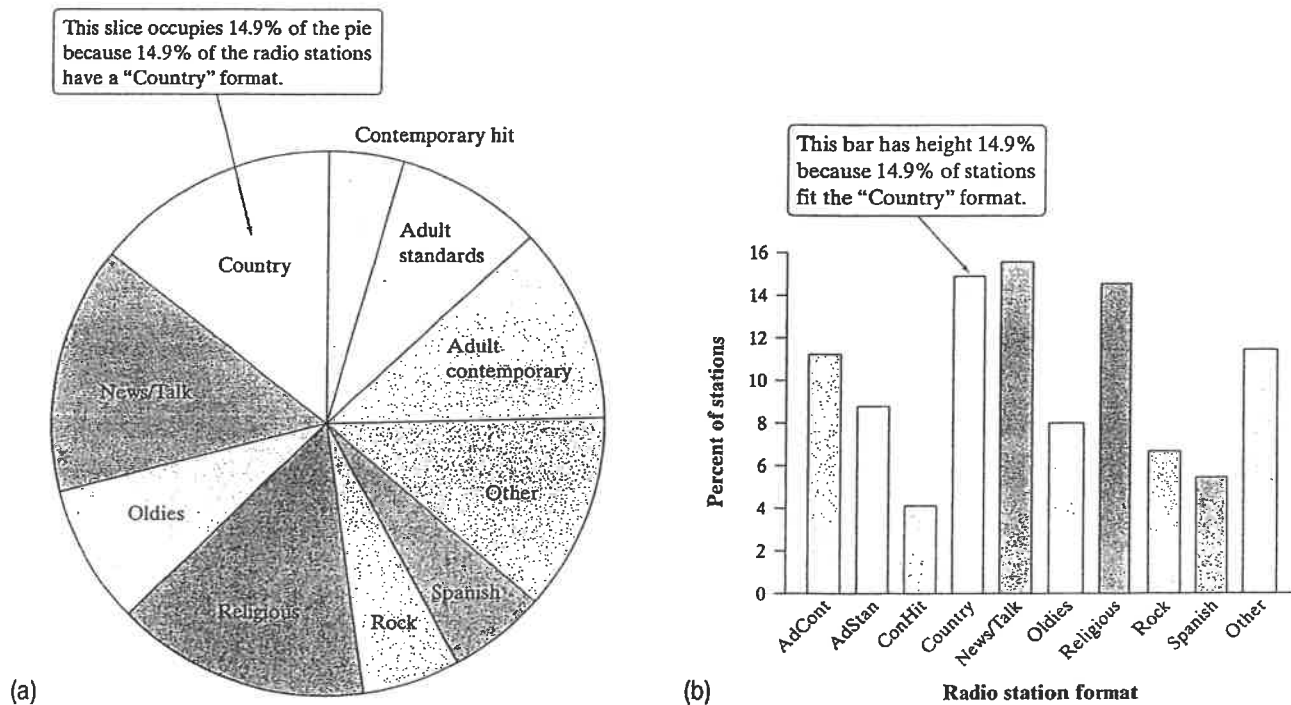 This slice occupies 14.9% of the pie
because 14.9% of the radio stations
have a “Country” format.
Contemporary hit
Adult
standards
Country
Adult
contemporary
News/Talk
Other
Oldies
Spanish
Religious
Rock
(a)
This bar has height 14.9%
because 14.9% of stations
fit the “Country” format.
Percent of stations
16
14
12
10
8
6
4
2
0
AdCont
AdStan
ConHit
Country
News/Talk
Oldies
Religious
Rock
Spanish
Other
Radio station format
(b)